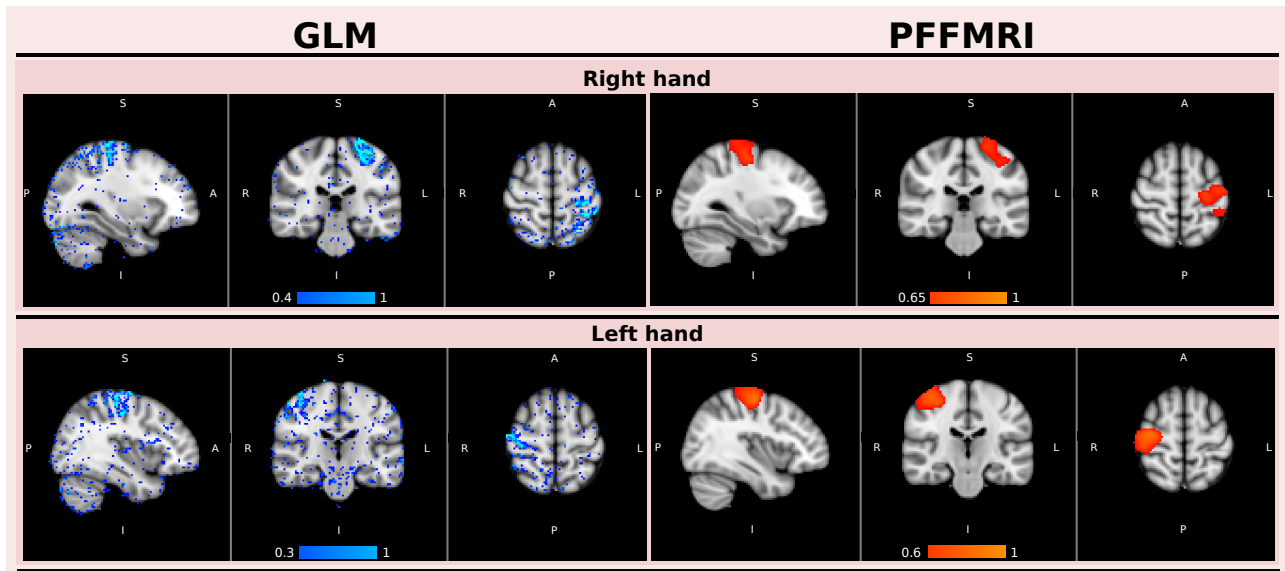 GLM PFFMRI
Right hand
S S A S S A
P A R L R L P A R L R L
I I P I I P
0.4 1 0.65 1
Left hand
S S A S S A
P A R L R L P A R L R L
I I P I I P
0.3 1 0.6 1